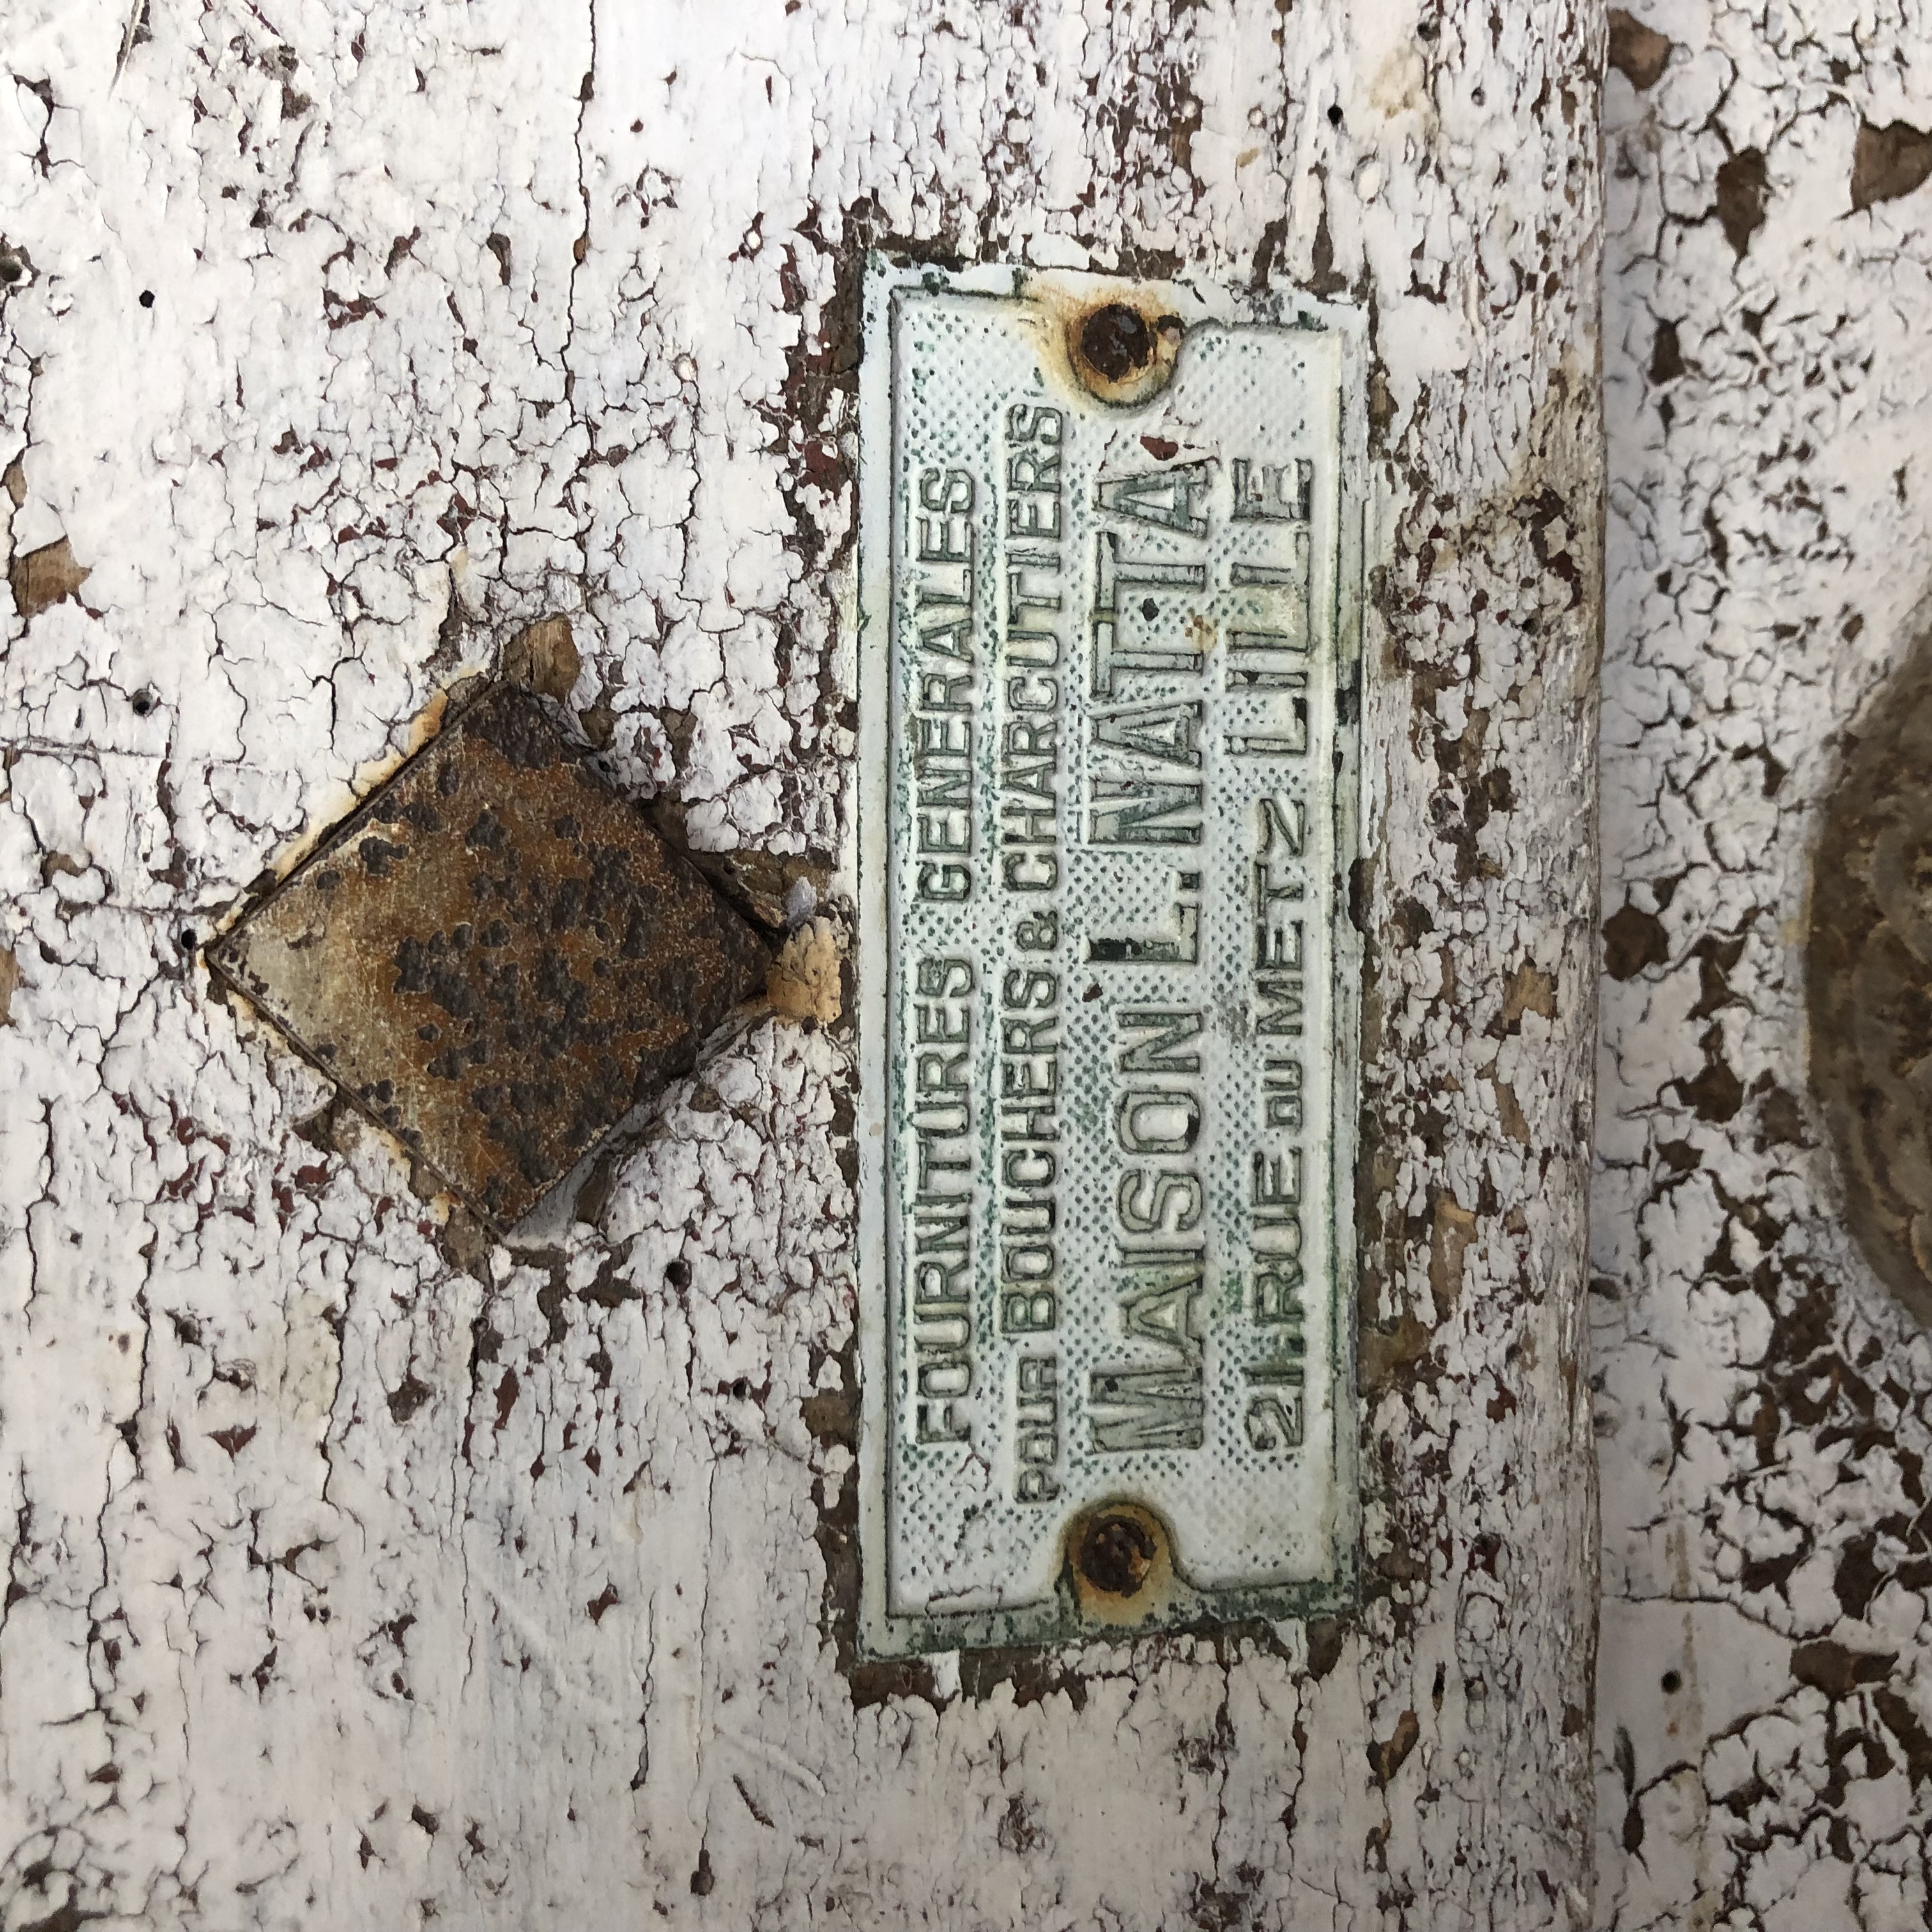 FOURNITURES GENERALES
POUR BOUCHERS & CHARCUTIERS
MAISON L. NATTA
21. RUE DU METZ LILLE